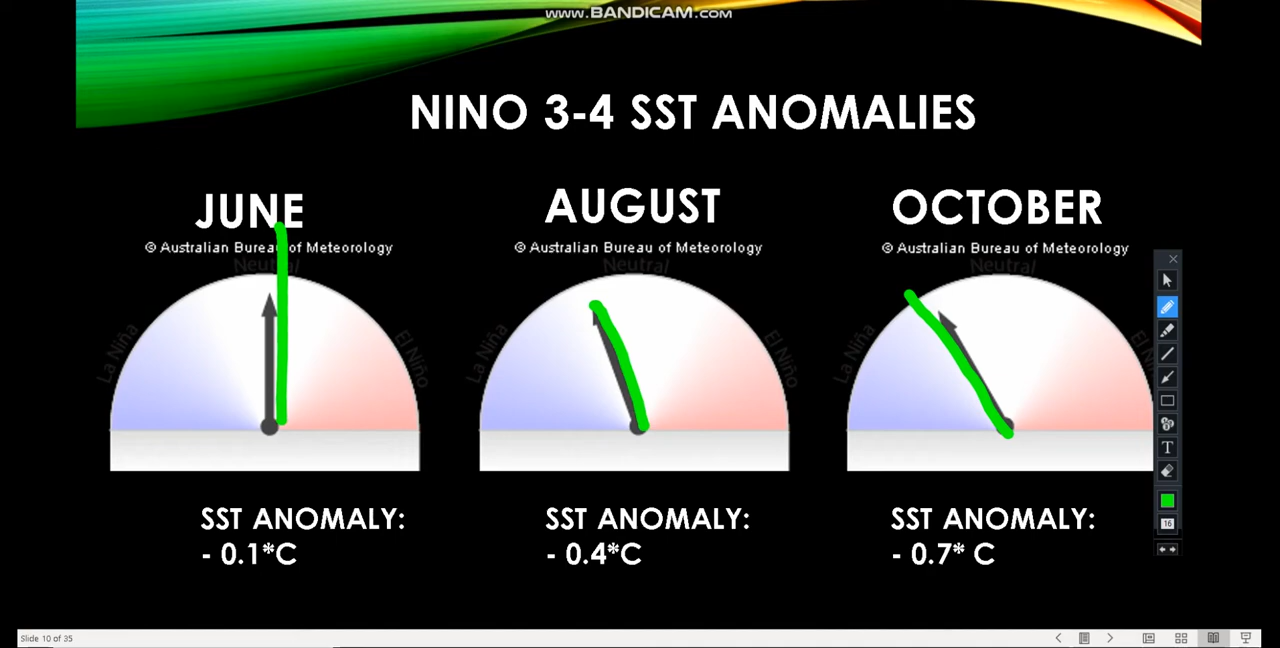 www.BANDICAM.com
NINO 3-4 SST ANOMALIES
JUNE
© Australian Bureau of Meteorology
Neutral
La Niña
El Niño
SST ANOMALY:
- 0.1*C
AUGUST
© Australian Bureau of Meteorology
Neutral
La Niña
El Niño
SST ANOMALY:
- 0.4*C
OCTOBER
© Australian Bureau of Meteorology
Neutral
La Niña
SST ANOMALY:
- 0.7* C
T
16
Slide 10 of 35